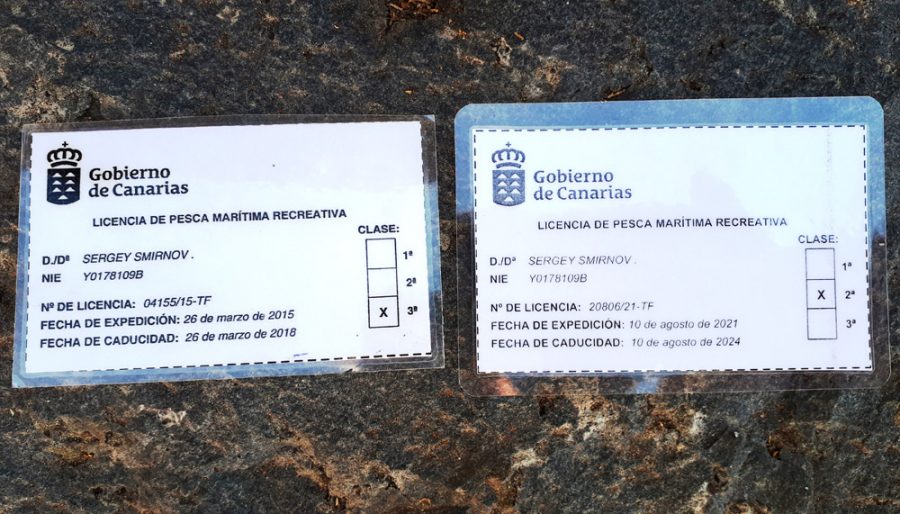 Gobierno
de Canarias
LICENCIA DE PESCA MARÍTIMA RECREATIVA
CLASE:
D./Dª SERGEY SMIRNOV .
1ª
NIE Y0178109B
2ª
Nº DE LICENCIA: 04155/15-TF
X 3ª
FECHA DE EXPEDICIÓN: 26 de marzo de 2015
FECHA DE CADUCIDAD: 26 de marzo de 2018
Gobierno
de Canarias
LICENCIA DE PESCA MARÍTIMA RECREATIVA
CLASE:
D./Dª SERGEY SMIRNOV .
1ª
NIE Y0178109B
X 2ª
Nº DE LICENCIA: 20806/21-TF
FECHA DE EXPEDICIÓN: 10 de agosto de 2021
3ª
FECHA DE CADUCIDAD: 10 de agosto de 2024